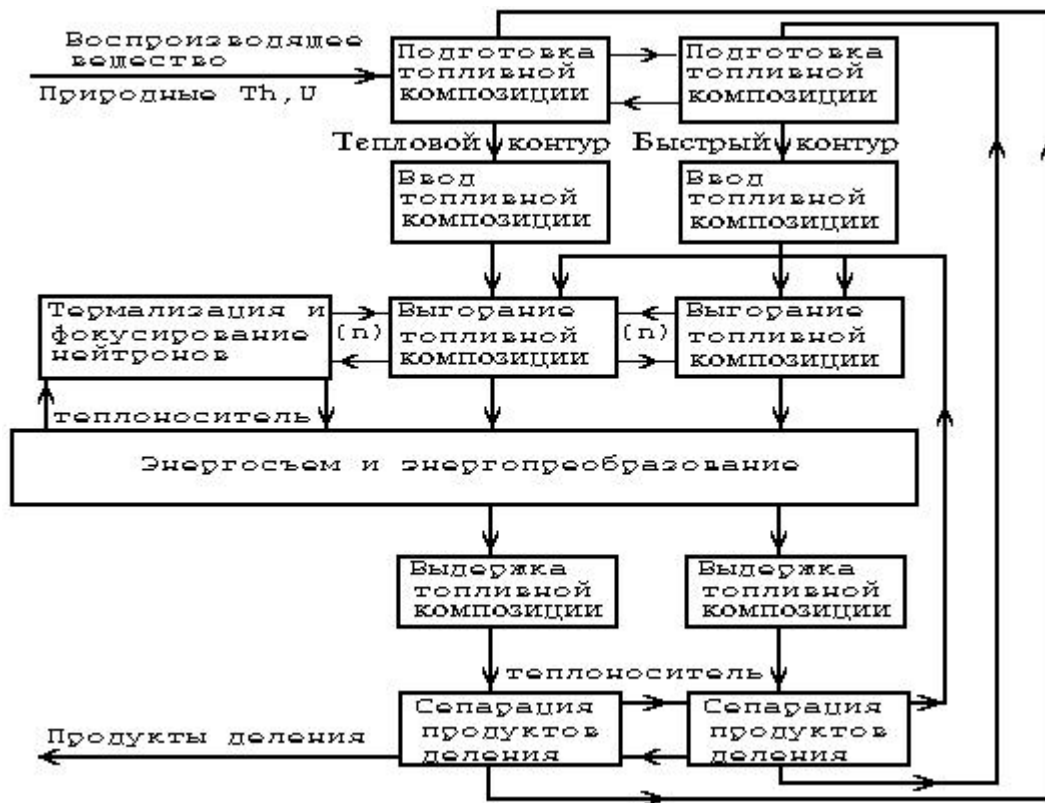 Воспроизводящее
вещество
Природные Th,U
Подготовка
топливной
композиции
Подготовка
топливной
композиции
Тепловой контур
Быстрый контур
Ввод
топливной
композиции
Ввод
топливной
композиции
Термализация и
фокусирование
нейтронов
(n)
Выгорание
топливной
композиции
(n)
Выгорание
топливной
композиции
теплоноситель
Энергосъем и энергопреобразование
Выдержка
топливной
композиции
Выдержка
топливной
композиции
теплоноситель
Продукты деления
Сепарация
продуктов
деления
Сепарация
продуктов
деления